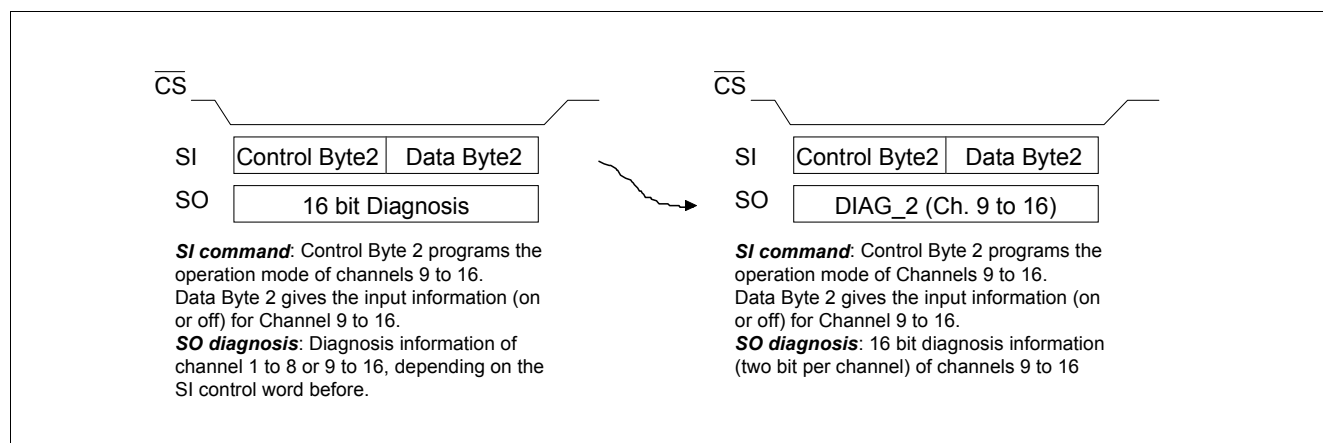 CS
SI Control Byte2 Data Byte2
SO 16 bit Diagnosis
SI command: Control Byte 2 programs the
operation mode of channels 9 to 16.
Data Byte 2 gives the input information (on
or off) for Channel 9 to 16.
SO diagnosis: Diagnosis information of
channel 1 to 8 or 9 to 16, depending on the
SI control word before.
CS
SI Control Byte2 Data Byte2
SO DIAG_2 (Ch. 9 to 16)
SI command: Control Byte 2 programs the
operation mode of Channels 9 to 16.
Data Byte 2 gives the input information (on
or off) for Channel 9 to 16.
SO diagnosis: 16 bit diagnosis information
(two bit per channel) of channels 9 to 16